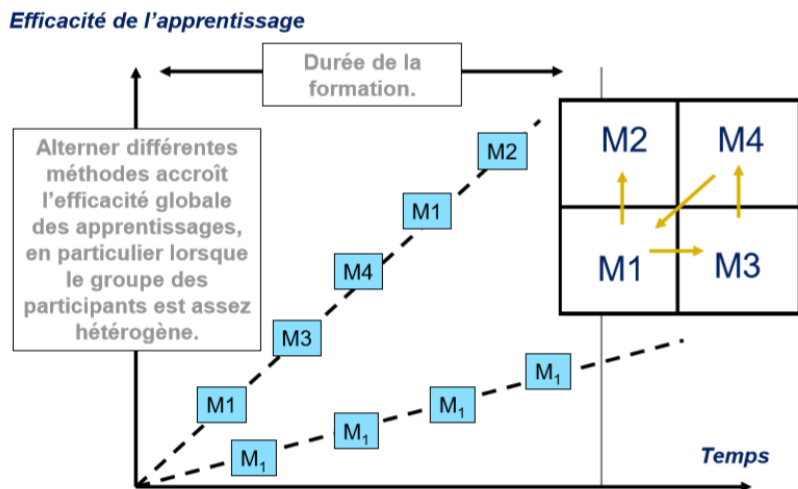 Efficacité de l’apprentissage
Durée de la
formation.
Alterner différentes
méthodes accroît
l’efficacité globale
des apprentissages,
en particulier lorsque
le groupe des
participants est assez
hétérogène.
M2
M1
M4
M3
M1
M2 M4
M1 M3
M₁
M₁
M₁
M₁
Temps